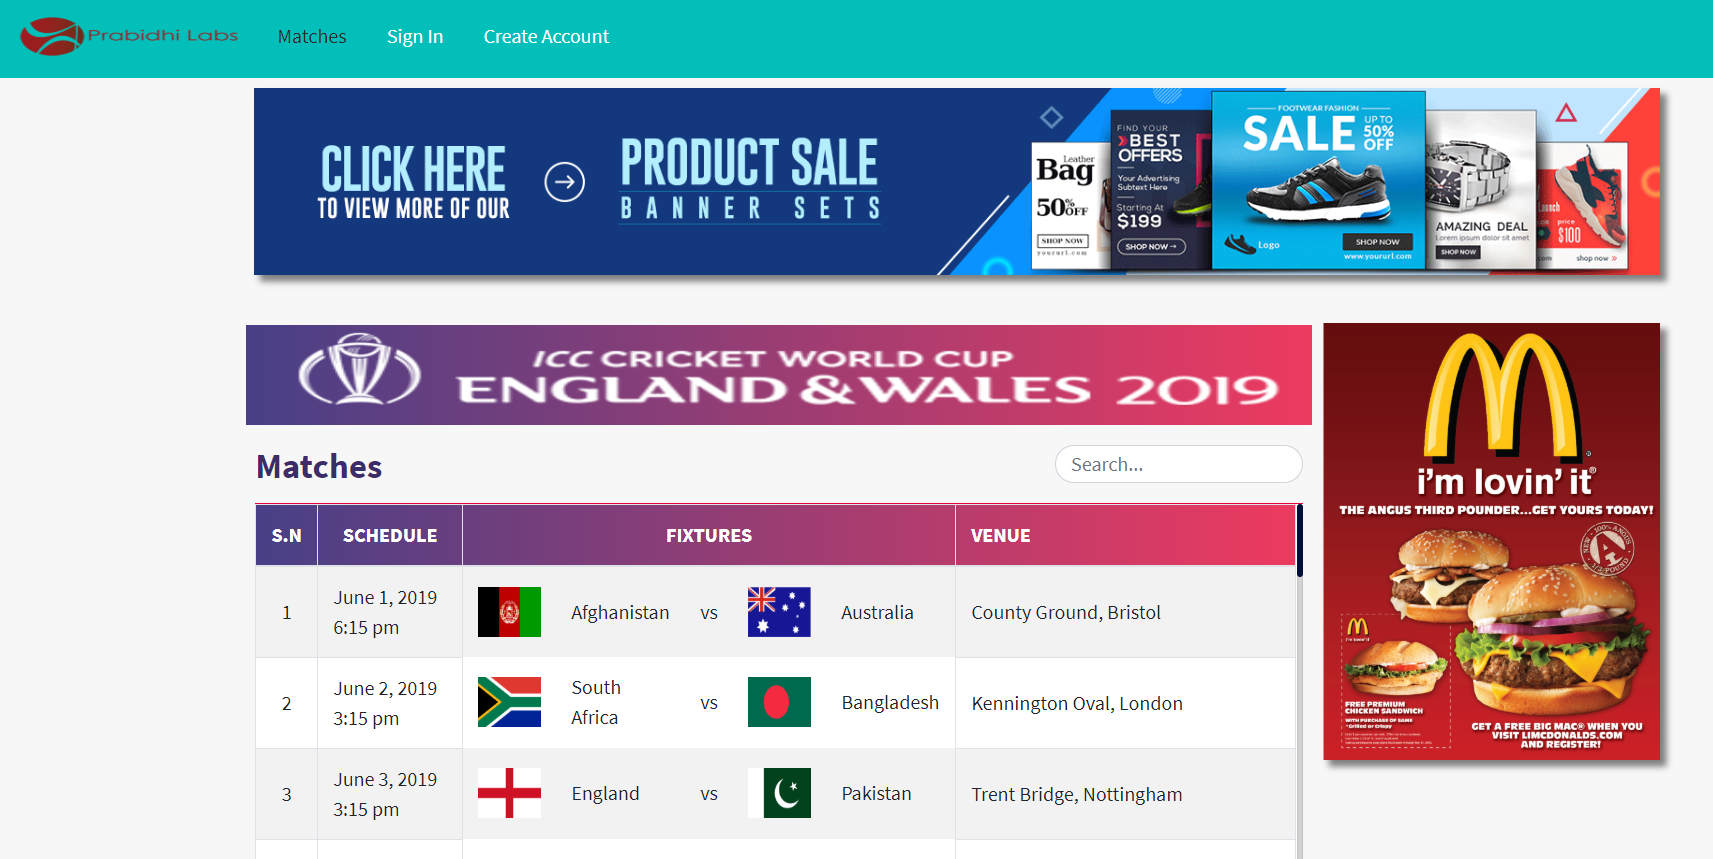 Prabidhi Labs
Matches
Sign In
Create Account
CLICK HERE
TO VIEW MORE OF OUR
PRODUCT SALE
BANNER SETS
Leather
Bag
50% OFF
SHOP NOW
yoururl.com
FIND YOUR
BEST
OFFERS
Your Advertising
Subtext Here
Starting At
$199
SHOP NOW
FOOTWEAR FASHION
SALE UP TO 50% OFF
Logo
SHOP NOW
www.yoururl.com
AMAZING DEAL
Lorem ipsum dolor sit amet
SHOP NOW
Launch
price
$100
shop now
ICC CRICKET WORLD CUP
ENGLAND & WALES 2019
Matches
Search...
S.N SCHEDULE FIXTURES VENUE
1 June 1, 2019 6:15 pm Afghanistan vs Australia County Ground, Bristol
2 June 2, 2019 3:15 pm South Africa vs Bangladesh Kennington Oval, London
3 June 3, 2019 3:15 pm England vs Pakistan Trent Bridge, Nottingham
i'm lovin' it®
THE ANGUS THIRD POUNDER...GET YOURS TODAY!
NEW · 100% ANGUS
A
1/3 POUND
i'm lovin' it
FREE PREMIUM
CHICKEN SANDWICH
WITH PURCHASE OF SAME
*Grilled or Crispy
GET A FREE BIG MAC® WHEN YOU
VISIT LIMCDONALDS.COM
AND REGISTER!